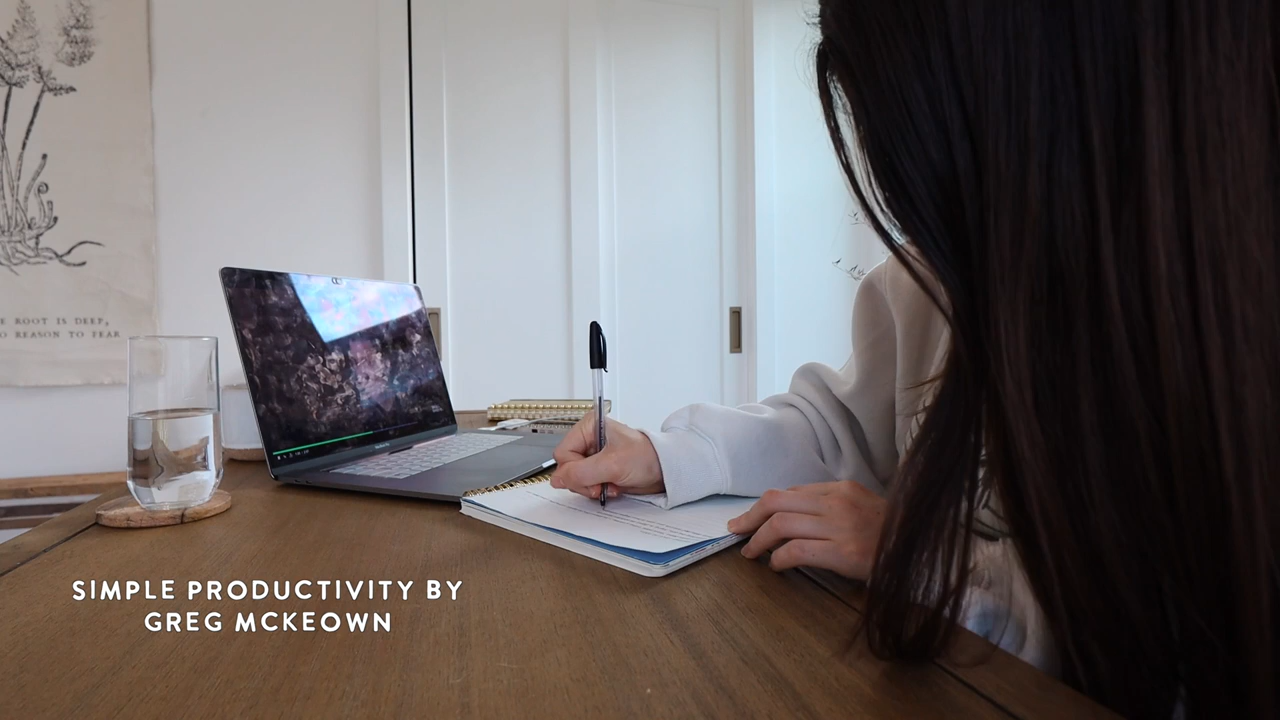 E ROOT IS DEEP,
O REASON TO FEAR
SIMPLE PRODUCTIVITY BY
GREG MCKEOWN